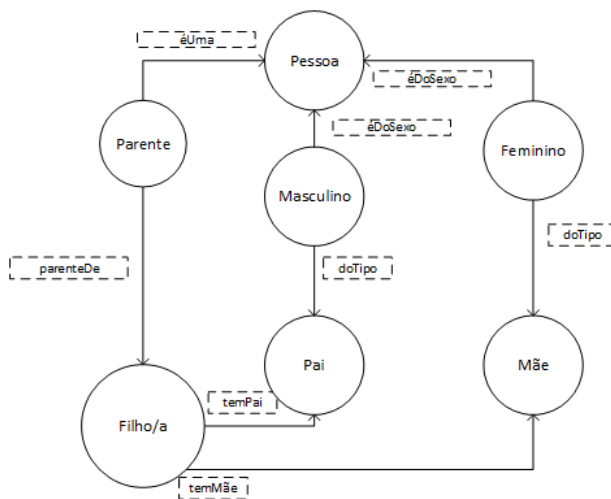 éUma
Pessoa
éDoSexo
éDoSexo
Parente
Feminino
Masculino
doTipo
parenteDe
doTipo
Pai
Mãe
temPai
Filho/a
temMãe